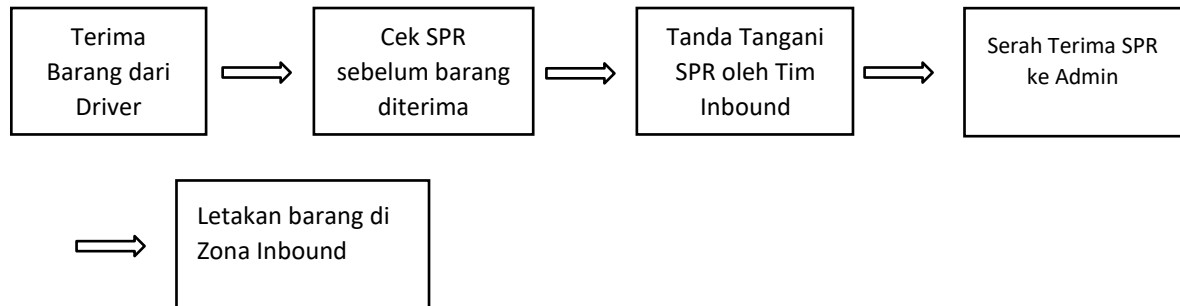 Terima
Barang dari
Driver
Cek SPR
sebelum barang
diterima
Tanda Tangani
SPR oleh Tim
Inbound
Serah Terima SPR
ke Admin
Letakan barang di
Zona Inbound